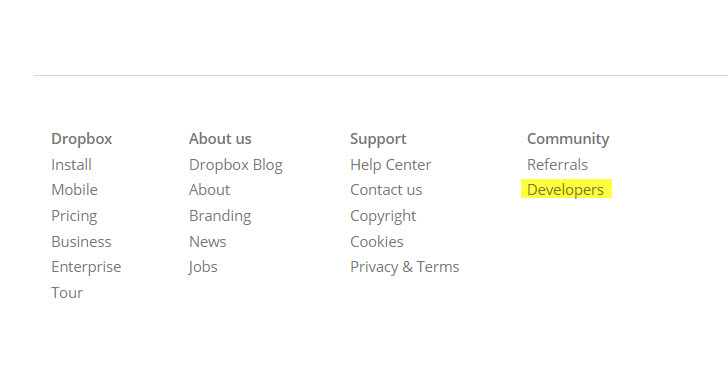 Dropbox
Install
Mobile
Pricing
Business
Enterprise
Tour
About us
Dropbox Blog
About
Branding
News
Jobs
Support
Help Center
Contact us
Copyright
Cookies
Privacy & Terms
Community
Referrals
Developers